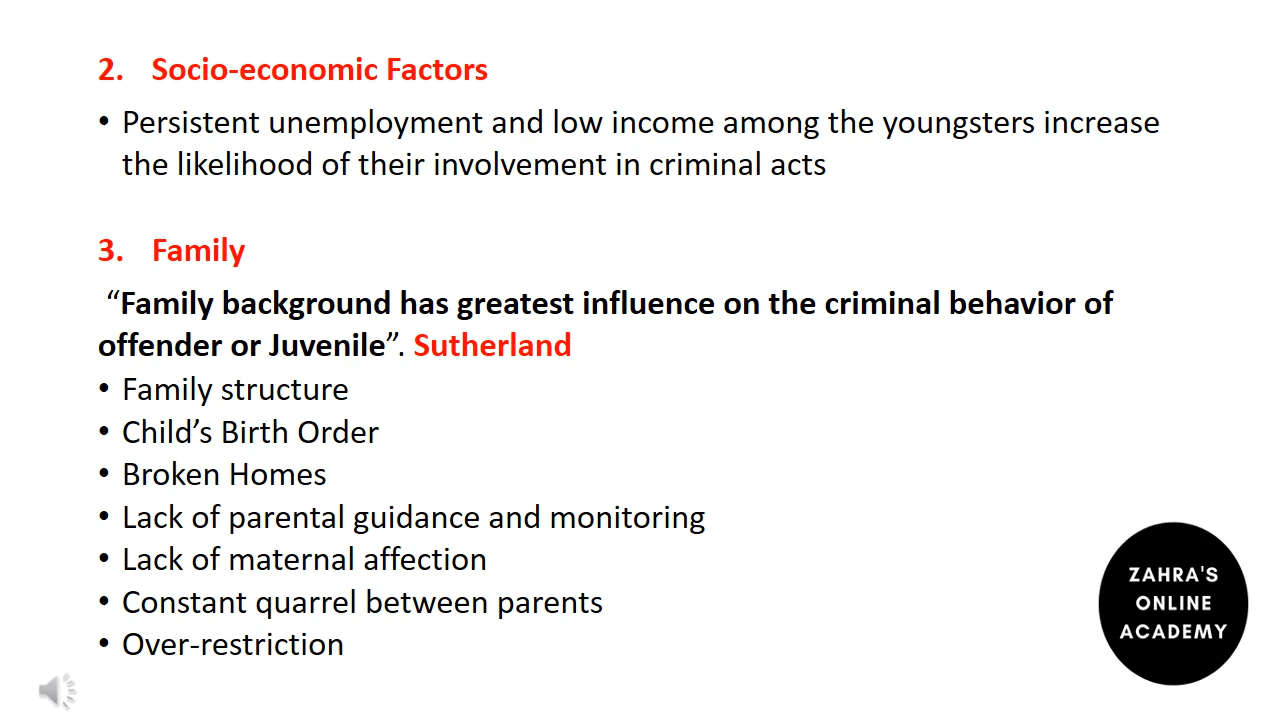 2. Socio-economic Factors
• Persistent unemployment and low income among the youngsters increase
the likelihood of their involvement in criminal acts
3. Family
“Family background has greatest influence on the criminal behavior of
offender or Juvenile”. Sutherland
• Family structure
• Child’s Birth Order
• Broken Homes
• Lack of parental guidance and monitoring
• Lack of maternal affection
• Constant quarrel between parents
• Over-restriction
ZAHRA'S
ONLINE
ACADEMY